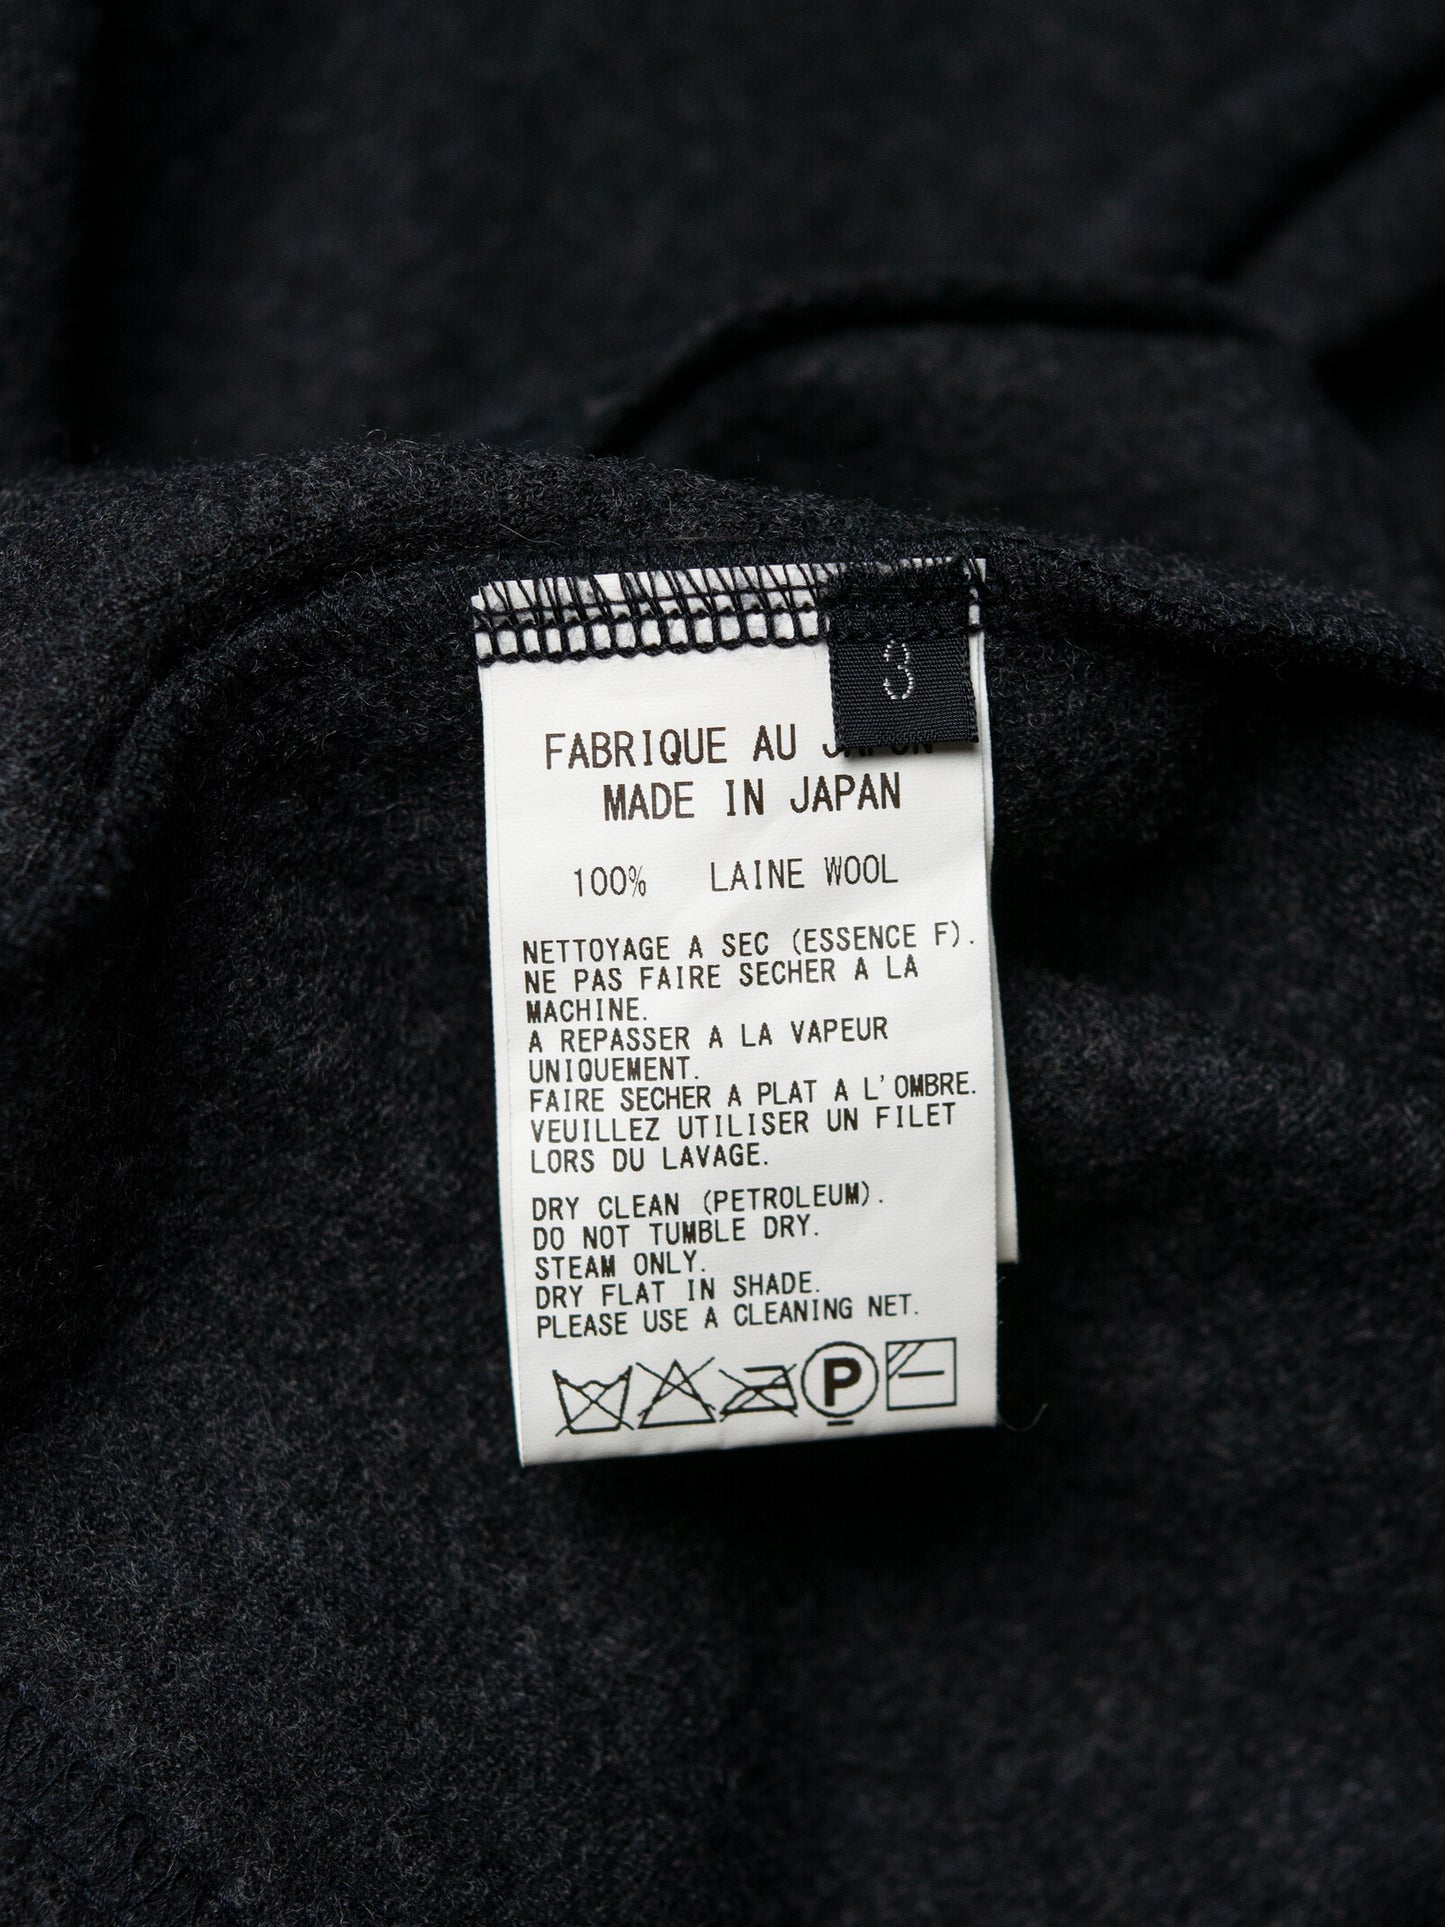 3
FABRIQUE AU JAPON
MADE IN JAPAN
100% LAINE WOOL
NETTOYAGE A SEC (ESSENCE F).
NE PAS FAIRE SECHER A LA
MACHINE.
A REPASSER A LA VAPEUR
UNIQUEMENT.
FAIRE SECHER A PLAT A L'OMBRE.
VEUILLEZ UTILISER UN FILET
LORS DU LAVAGE.
DRY CLEAN (PETROLEUM).
DO NOT TUMBLE DRY.
STEAM ONLY.
DRY FLAT IN SHADE.
PLEASE USE A CLEANING NET.
P